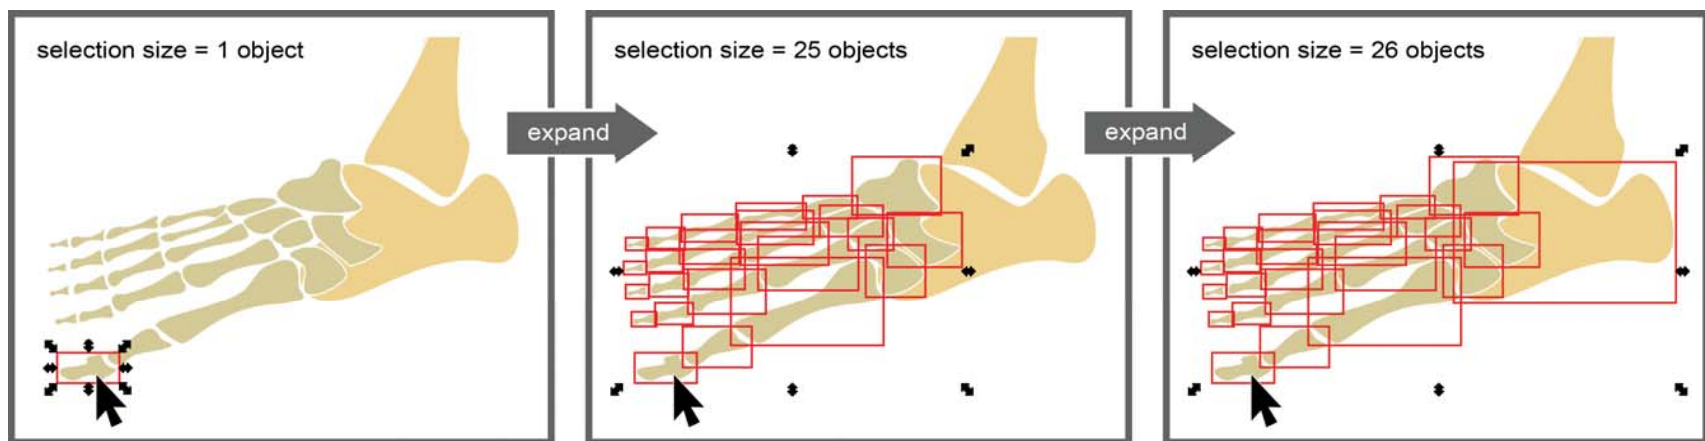 selection size = 1 object
expand
selection size = 25 objects
expand
selection size = 26 objects